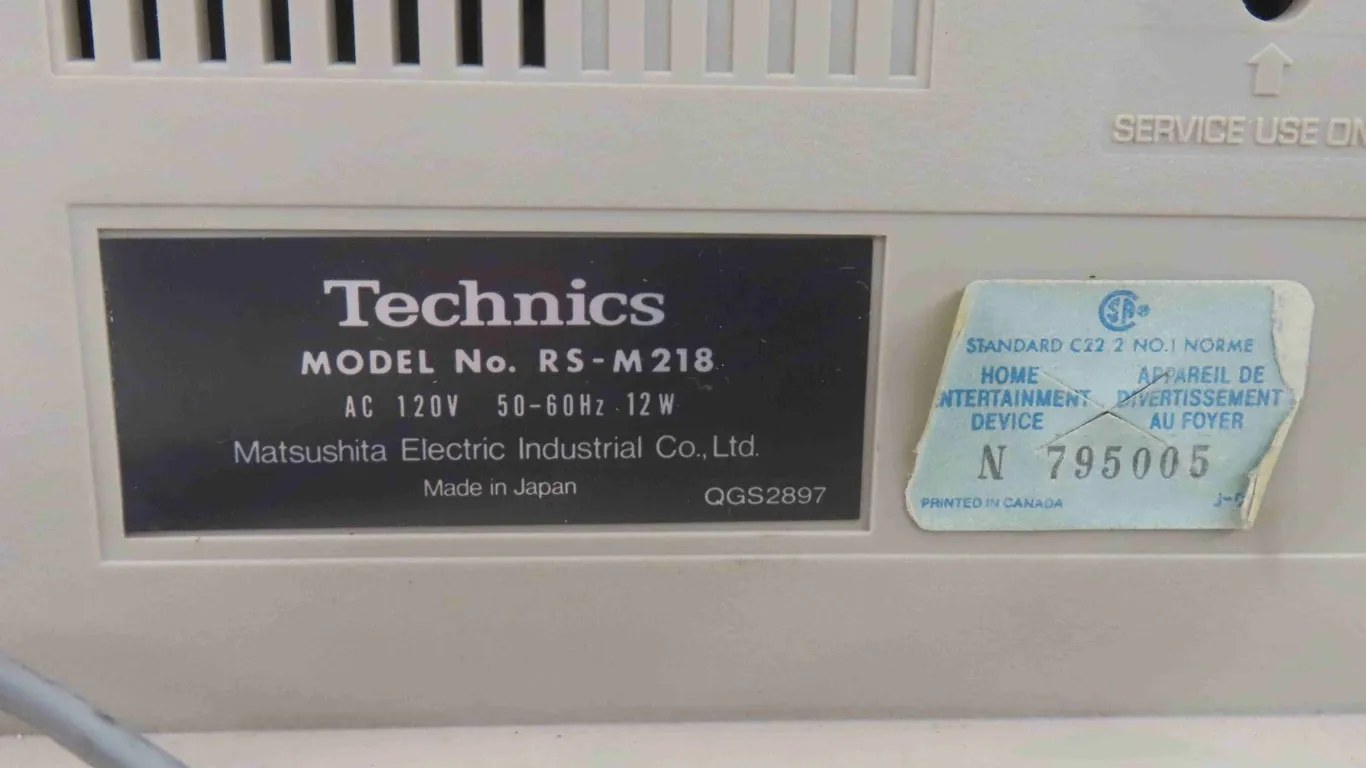 SERVICE USE ON
Technics
MODEL No. RS-M218
AC 120V 50-60Hz 12W
Matsushita Electric Industrial Co., Ltd.
Made in Japan
QGS2897
SA
STANDARD C22.2 NO.1 NORME
HOME APPAREIL DE
NTERTAINMENT DIVERTISSEMENT
DEVICE AU FOYER
N 795005
PRINTED IN CANADA